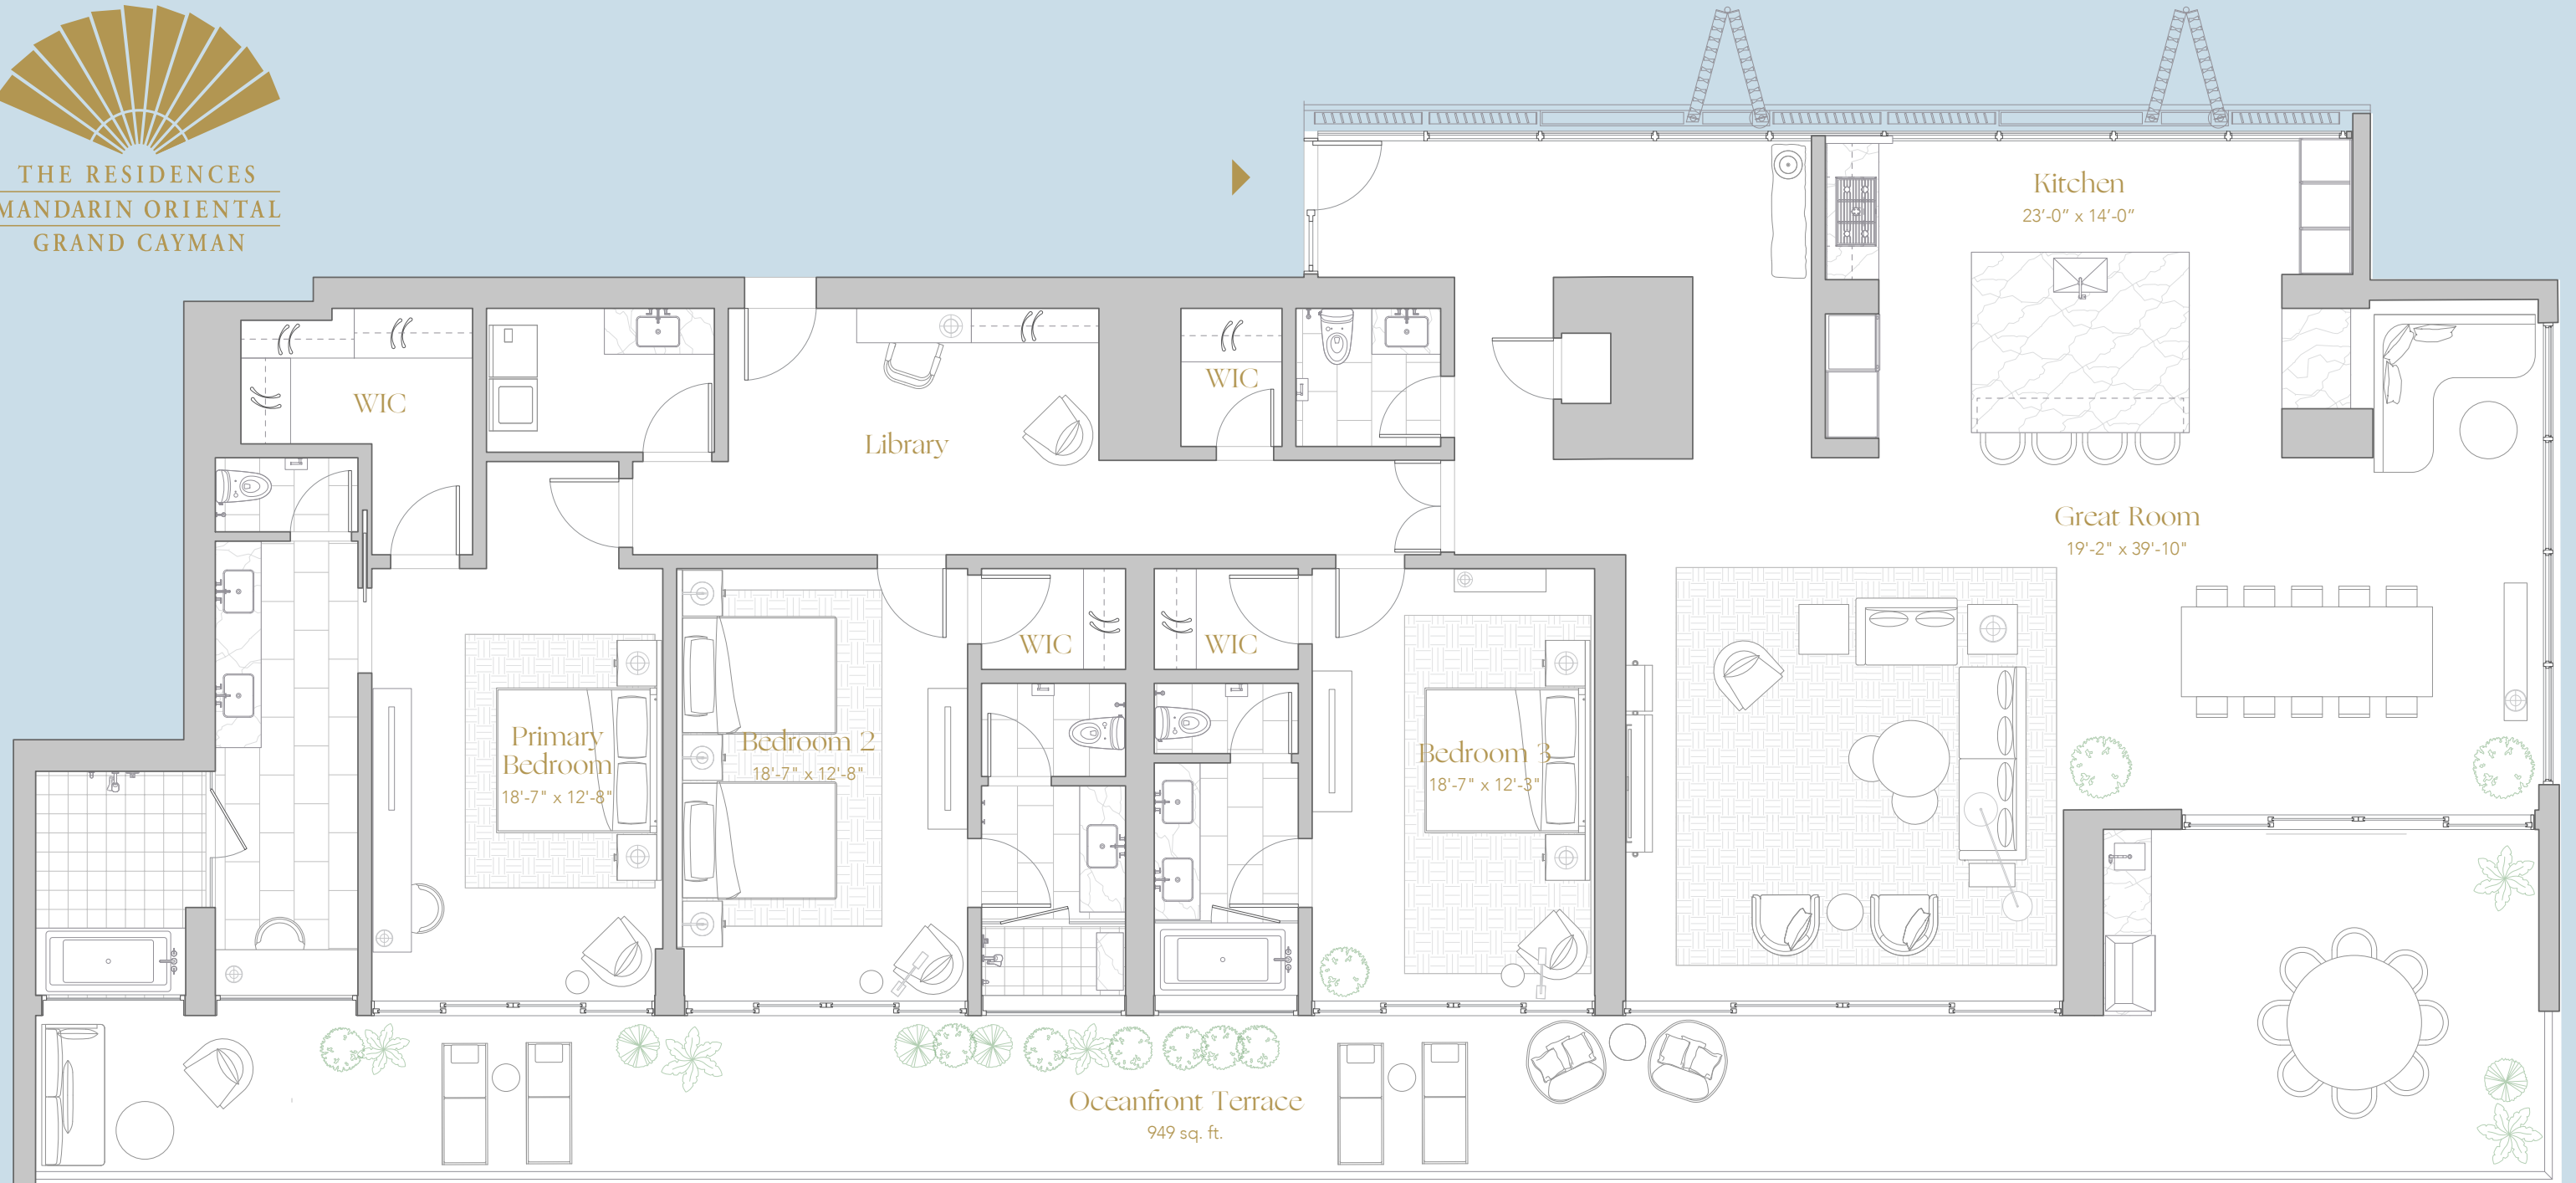 THE RESIDENCES
MANDARIN ORIENTAL
GRAND CAYMAN
Kitchen
23'-0" x 14'-0"
WIC
WIC
Library
Great Room
19'-2" x 39'-10"
WIC
WIC
Primary
Bedroom
18'-7" x 12'-8"
Bedroom 2
18'-7" x 12'-8"
Bedroom 3
18'-7" x 12'-3"
Oceanfront Terrace
949 sq. ft.